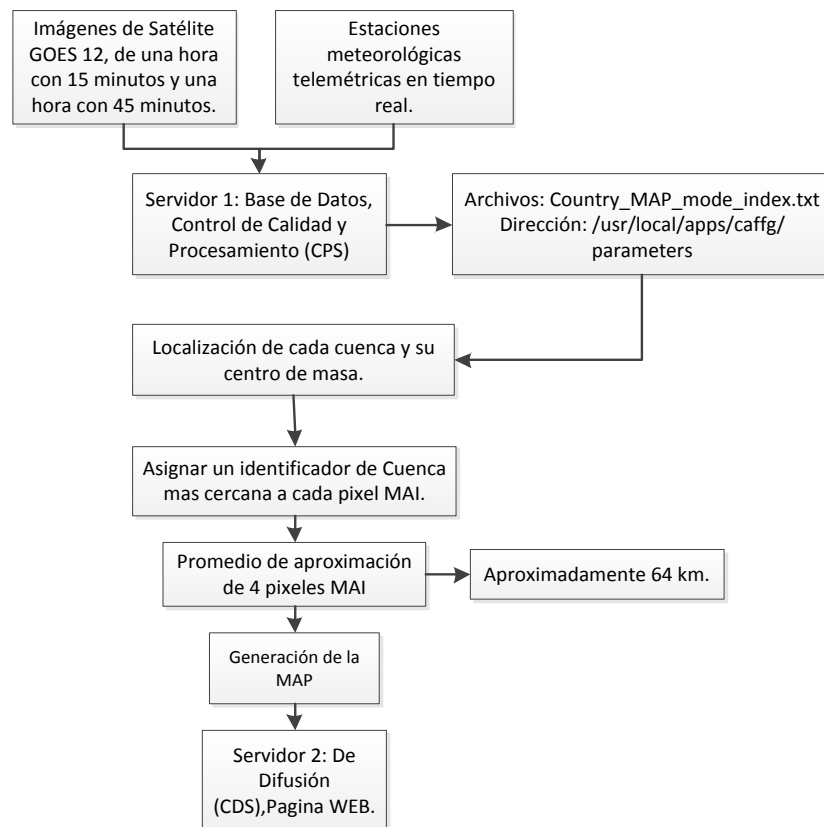 Imágenes de Satélite
GOES 12, de una hora
con 15 minutos y una
hora con 45 minutos.
Estaciones
meteorológicas
telemétricas en tiempo
real.
Servidor 1: Base de Datos,
Control de Calidad y
Procesamiento (CPS)
Archivos: Country_MAP_mode_index.txt
Dirección: /usr/local/apps/caffg/
parameters
Localización de cada cuenca y su
centro de masa.
Asignar un identificador de Cuenca
mas cercana a cada pixel MAI.
Promedio de aproximación
de 4 pixeles MAI
Aproximadamente 64 km.
Generación de la
MAP
Servidor 2: De
Difusión
(CDS),Pagina WEB.